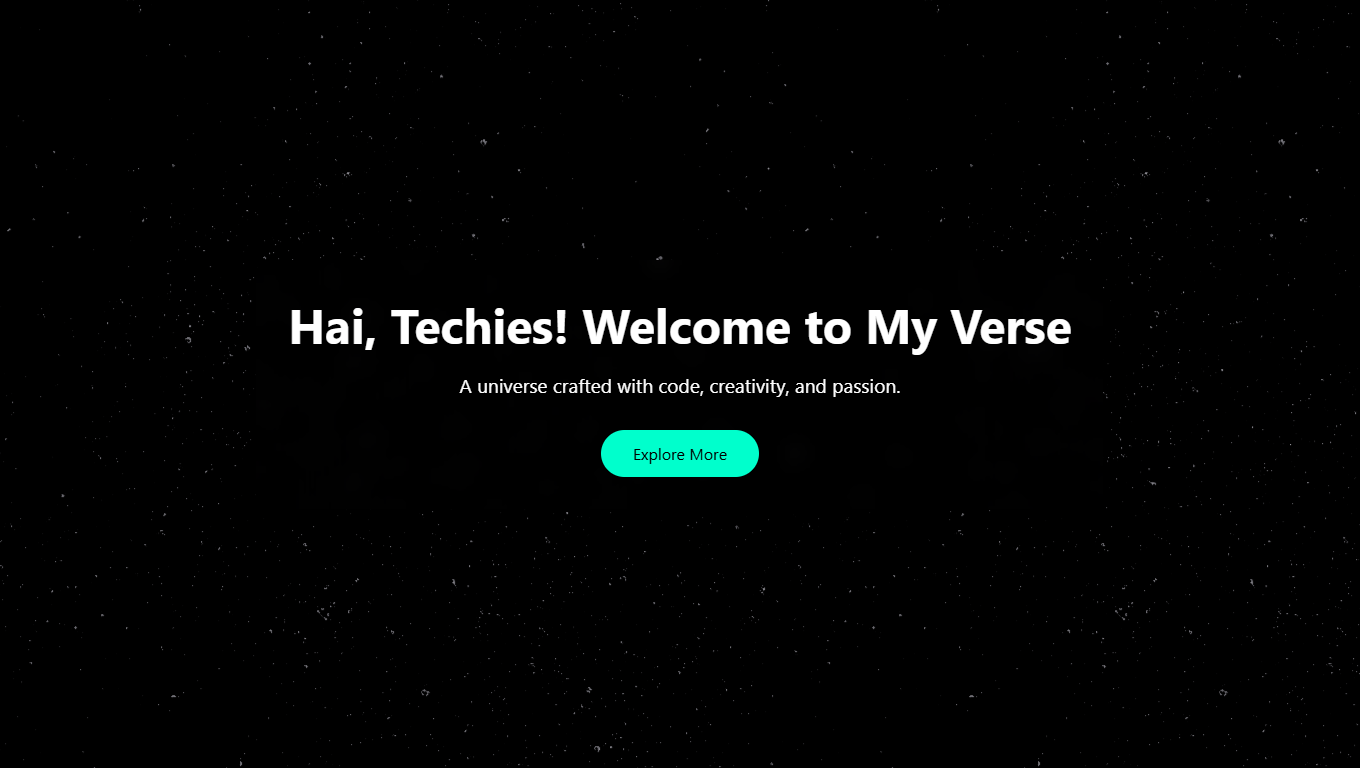 Hai, Techies! Welcome to My Verse
A universe crafted with code, creativity, and passion.
Explore More